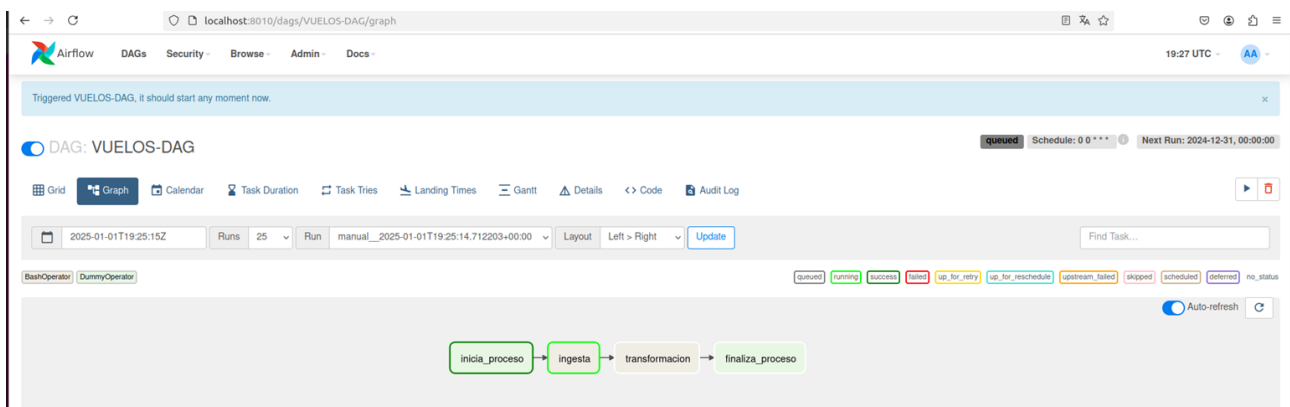 localhost:8010/dags/VUELOS-DAG/graph
Airflow DAGs Security Browse Admin Docs 19:27 UTC AA
Triggered VUELOS-DAG, it should start any moment now. ×
DAG: VUELOS-DAG queued Schedule: 0 0 * * * Next Run: 2024-12-31, 00:00:00
Grid Graph Calendar Task Duration Task Tries Landing Times Gantt Details <> Code Audit Log
2025-01-01T19:25:15Z Runs 25 Run manual__2025-01-01T19:25:14.712203+00:00 Layout Left > Right Update Find Task...
BashOperator DummyOperator queued running success failed up_for_retry up_for_reschedule upstream_failed skipped scheduled deferred no_status
Auto-refresh
inicia_proceso ingesta transformacion finaliza_proceso